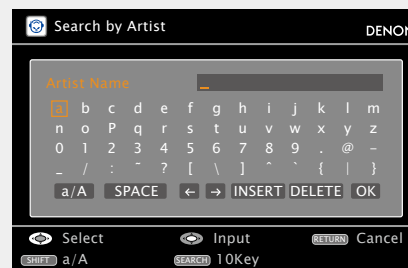 Search by Artist DENON
Artist Name _
a b c d e f g h i j k l m
n o P q r s t u v w x y z
0 1 2 3 4 5 6 7 8 9 . @ –
_ / : ~ ? [ \ ] ^ ` { | }
a/A SPACE ← → INSERT DELETE OK
Select Input RETURN Cancel
SHIFT a/A SEARCH 10Key